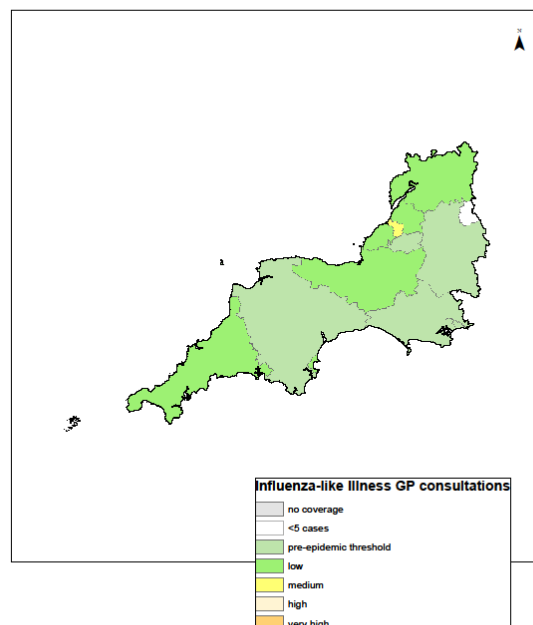 N
Influenza-like Illness GP consultations
no coverage
<5 cases
pre-epidemic threshold
low
medium
high
very high